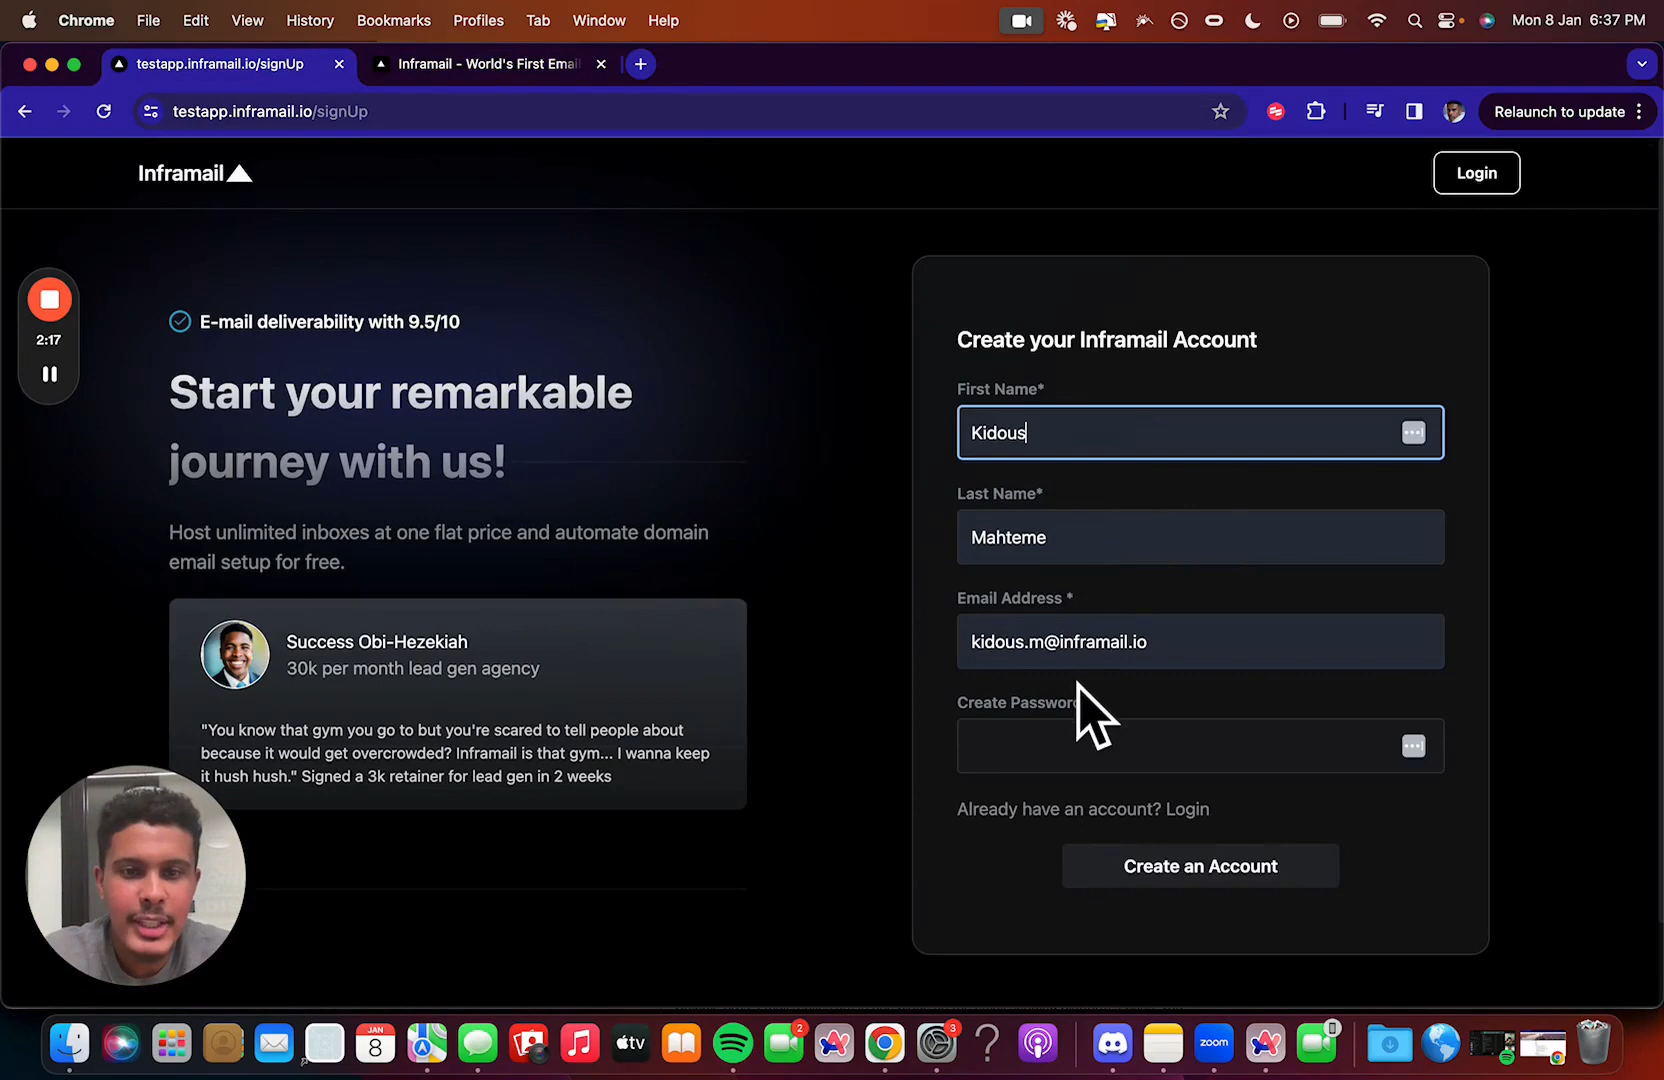 Chrome File Edit View History Bookmarks Profiles Tab Window Help Mon 8 Jan 6:37 PM
testapp.inframail.io/signUp Inframail - World's First Email
testapp.inframail.io/signUp Relaunch to update
Inframail Login
2:17
E-mail deliverability with 9.5/10
Start your remarkable
journey with us!
Host unlimited inboxes at one flat price and automate domain
email setup for free.
Success Obi-Hezekiah
30k per month lead gen agency
"You know that gym you go to but you're scared to tell people about
because it would get overcrowded? Inframail is that gym... I wanna keep
it hush hush." Signed a 3k retainer for lead gen in 2 weeks
Create your Inframail Account
First Name*
Kidous
Last Name*
Mahteme
Email Address *
kidous.m@inframail.io
Create Password
Already have an account? Login
Create an Account
JAN
8
tv
2
3
zoom